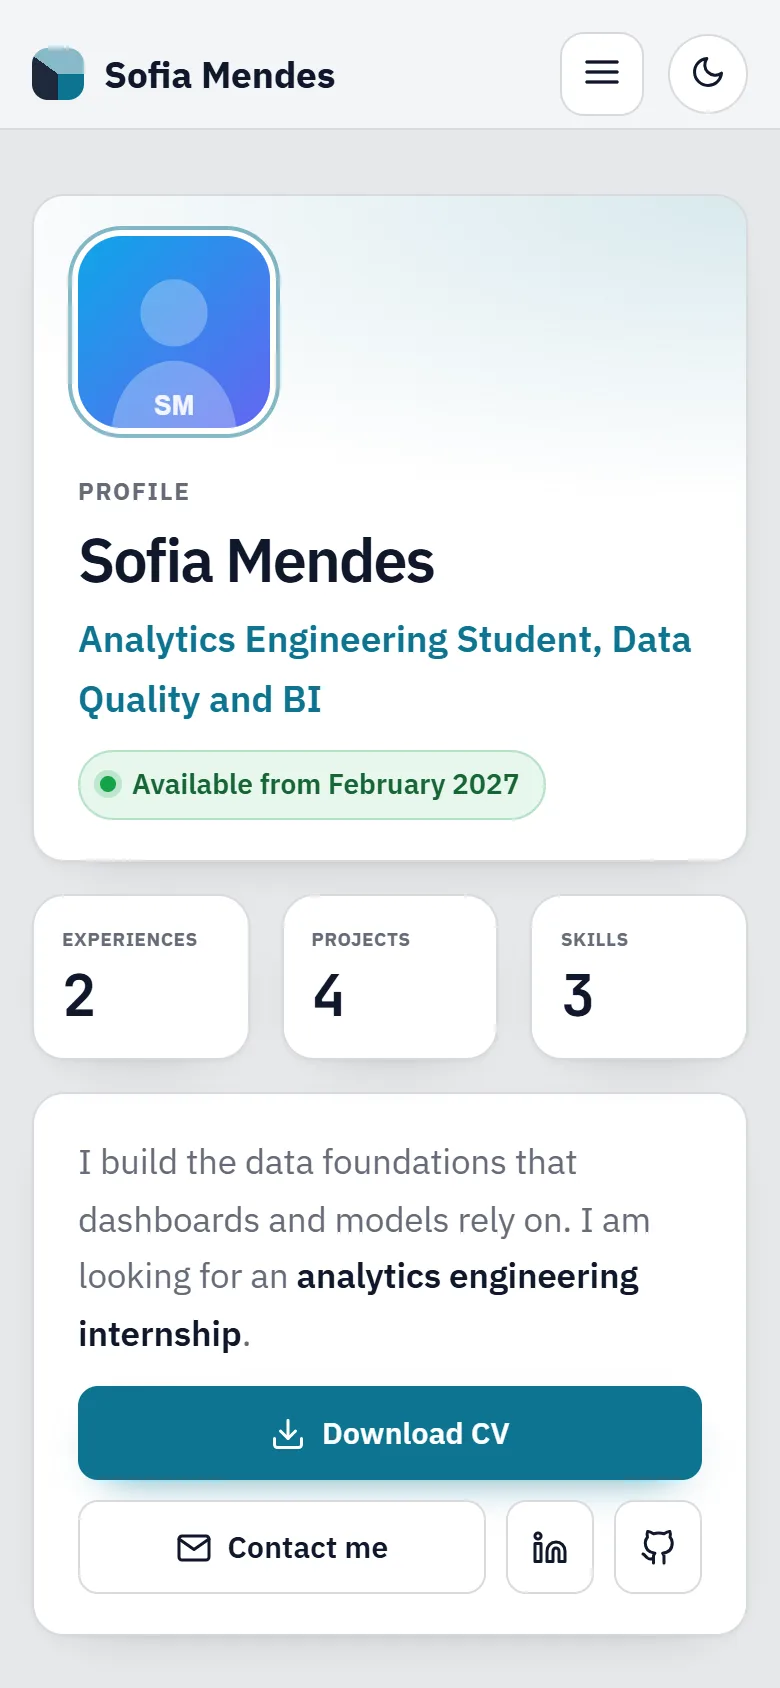 Sofia Mendes
SM
PROFILE
Sofia Mendes
Analytics Engineering Student, Data
Quality and BI
Available from February 2027
EXPERIENCES
2
PROJECTS
4
SKILLS
3
I build the data foundations that
dashboards and models rely on. I am
looking for an analytics engineering
internship.
Download CV
Contact me
in